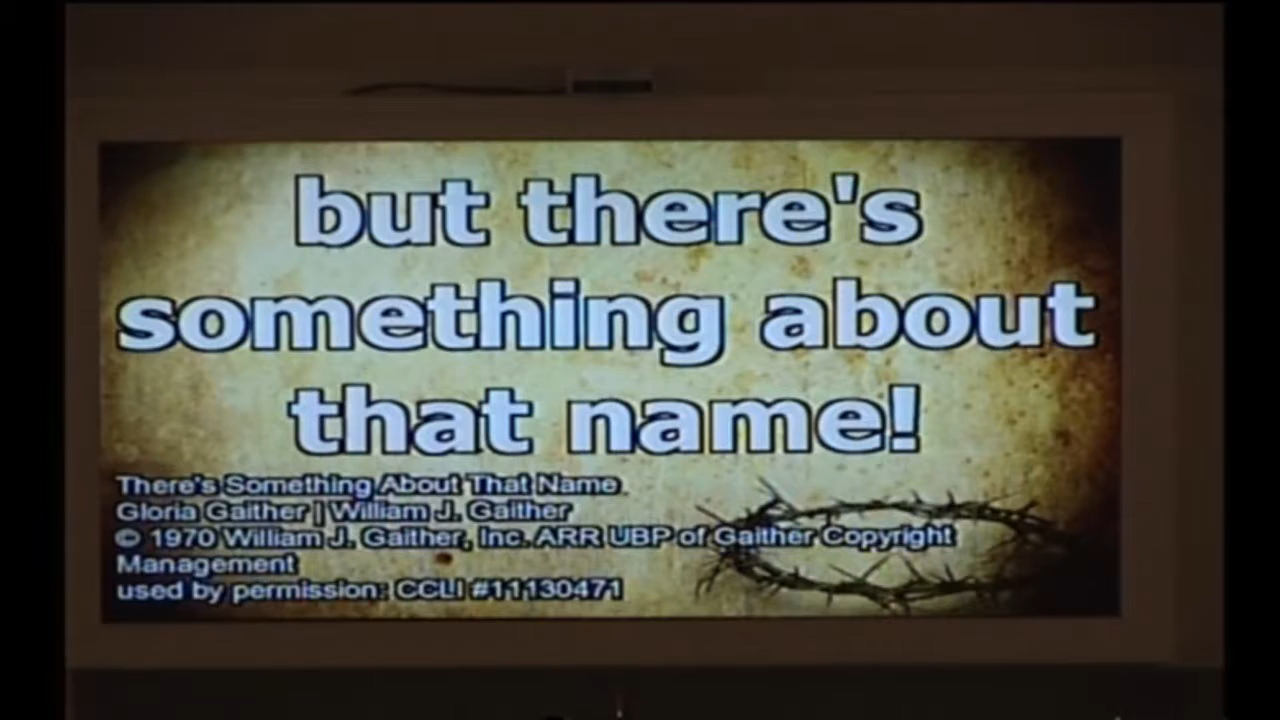 but there's
something about
that name!
There's Something About That Name
Gloria Gaither | William J. Gaither
© 1970 William J. Gaither, Inc. ARR UBP of Gaither Copyright
Management
used by permission: CCLI #11130471